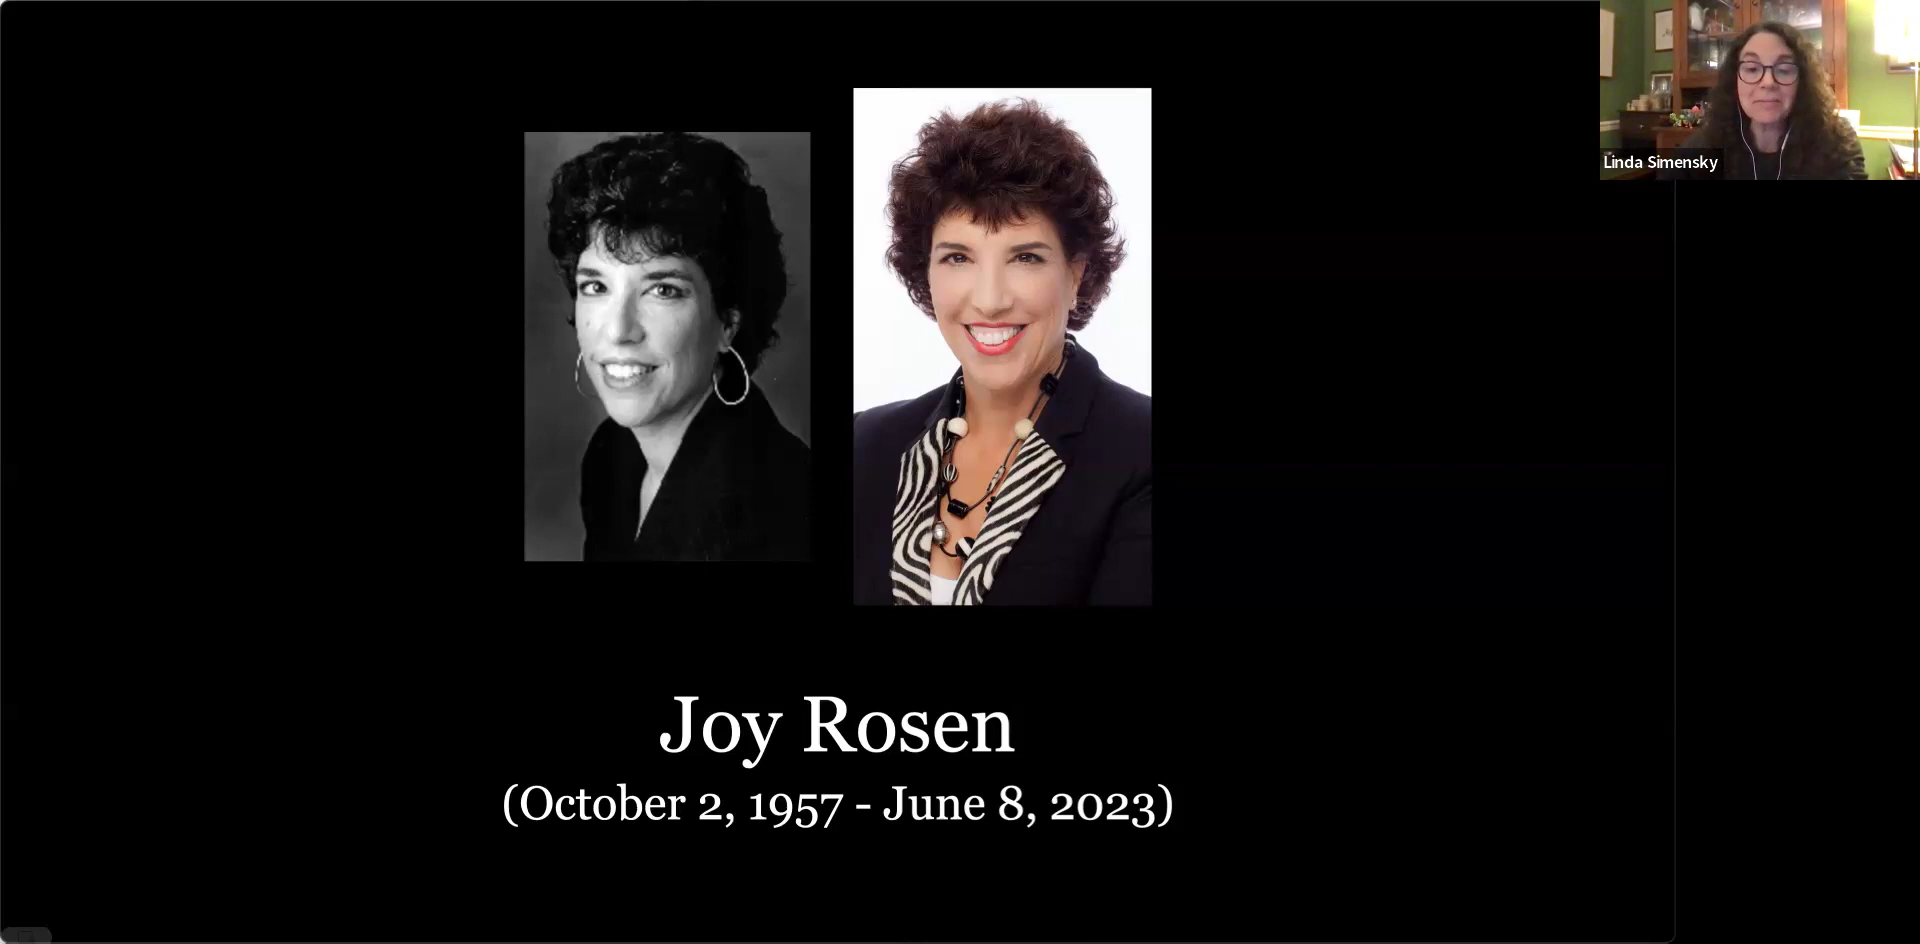 Linda Simensky
Joy Rosen
(October 2, 1957 - June 8, 2023)